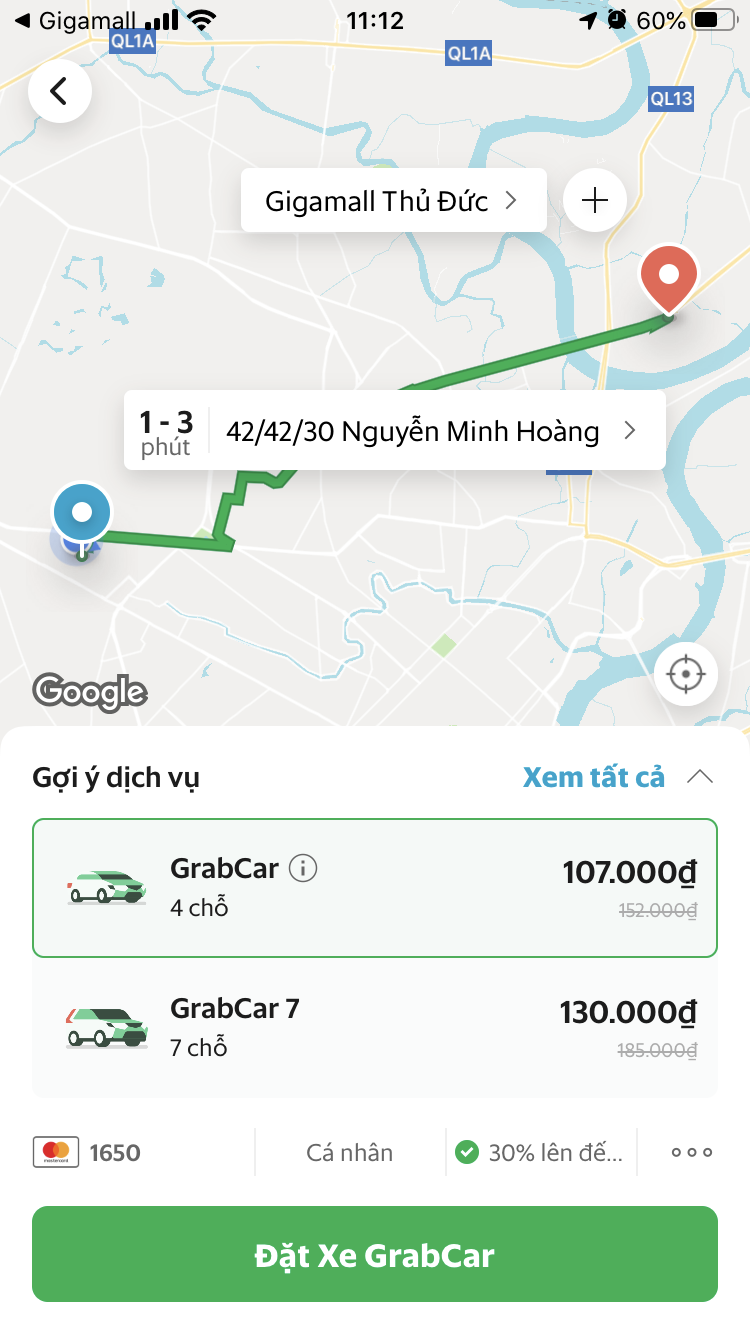 ◀ Gigamall 11:12 60%
QL1A
QL1A
QL13
Gigamall Thủ Đức
1 - 3
phút
42/42/30 Nguyễn Minh Hoàng
Google
Gợi ý dịch vụ Xem tất cả
GrabCar
107.000₫
4 chỗ
152.000₫
GrabCar 7
130.000₫
7 chỗ
185.000₫
mastercard 1650 Cá nhân 30% lên đế...
Đặt Xe GrabCar